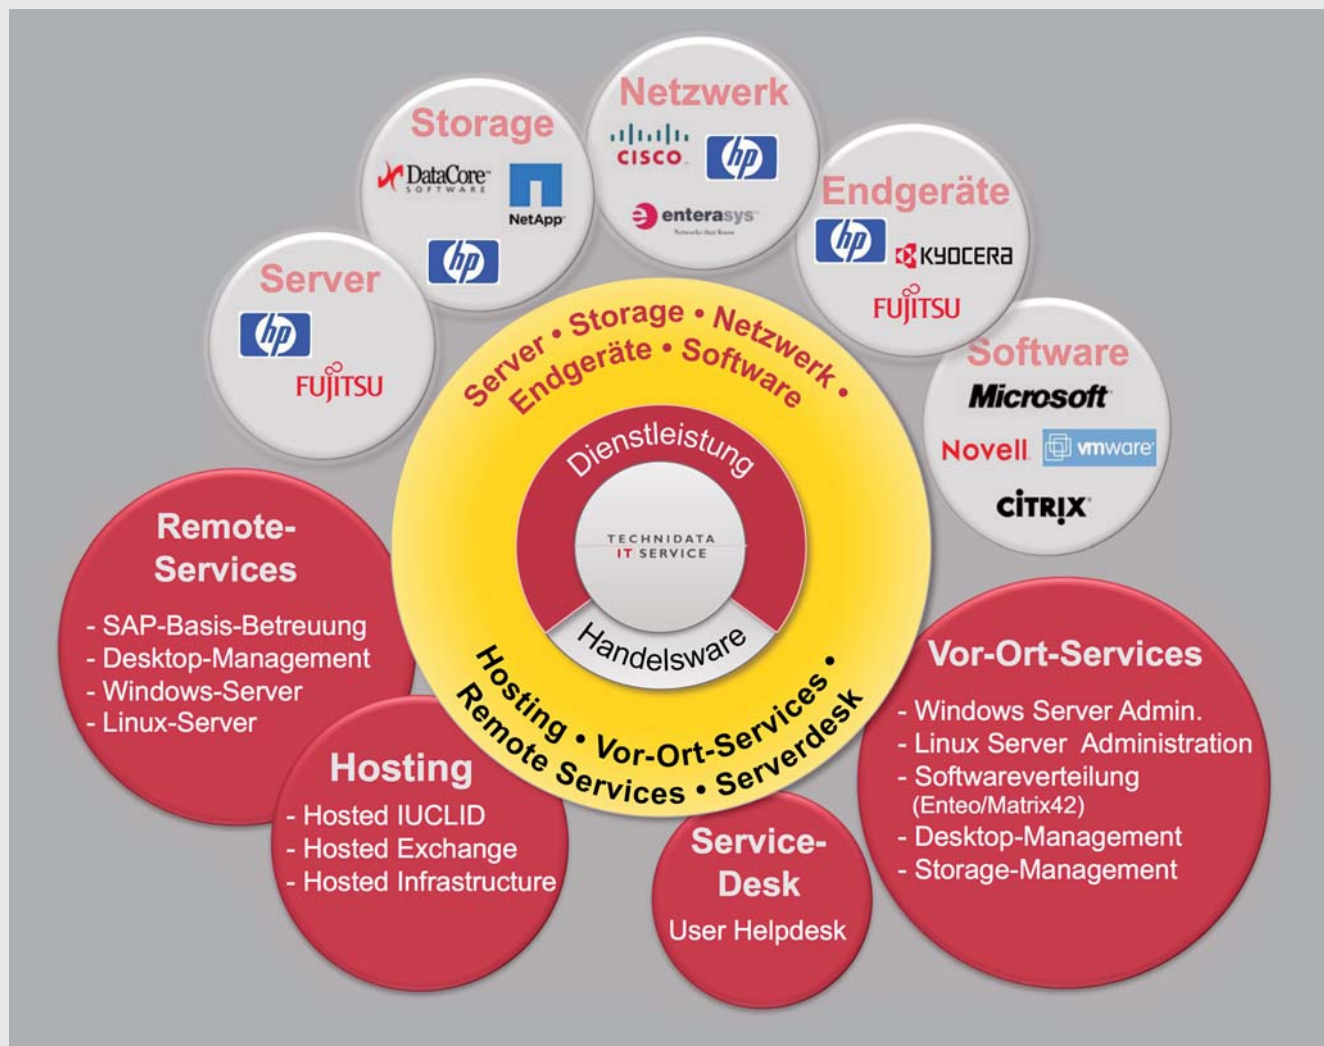 Netzwerk
CISCO
hp
enterasys
Networks that Know
Storage
DataCore
SOFTWARE
NetApp
hp
Endgeräte
hp
KYOCERA
FUJITSU
Server
hp
FUJITSU
Software
Microsoft
Novell
vmware
CITRIX
Server • Storage • Netzwerk •
Endgeräte • Software
Dienstleistung
TECHNIDATA
IT SERVICE
Handelsware
Hosting • Vor-Ort-Services •
Remote Services • Serverdesk
Remote-
Services
- SAP-Basis-Betreuung
- Desktop-Management
- Windows-Server
- Linux-Server
Hosting
- Hosted IUCLID
- Hosted Exchange
- Hosted Infrastructure
Service-
Desk
User Helpdesk
Vor-Ort-Services
- Windows Server Admin.
- Linux Server Administration
- Softwareverteilung
(Enteo/Matrix42)
- Desktop-Management
- Storage-Management